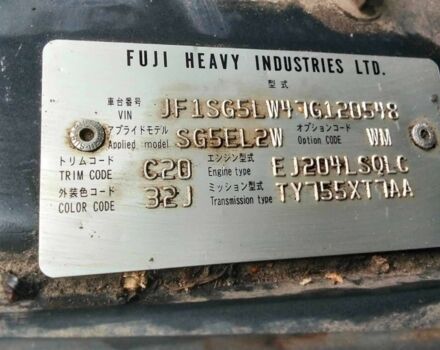 FUJI HEAVY INDUSTRIES LTD.
型式
車台番号 VIN JF1SG5LW47G120548
アプライドモデル Applied model SG5EL2W オプションコード Option CODE WM
トリムコード TRIM CODE C20 エンジン型式 Engine type EJ204LSQLC
外装色コード COLOR CODE 32J ミッション型式 Transmission type TY755XT7AA